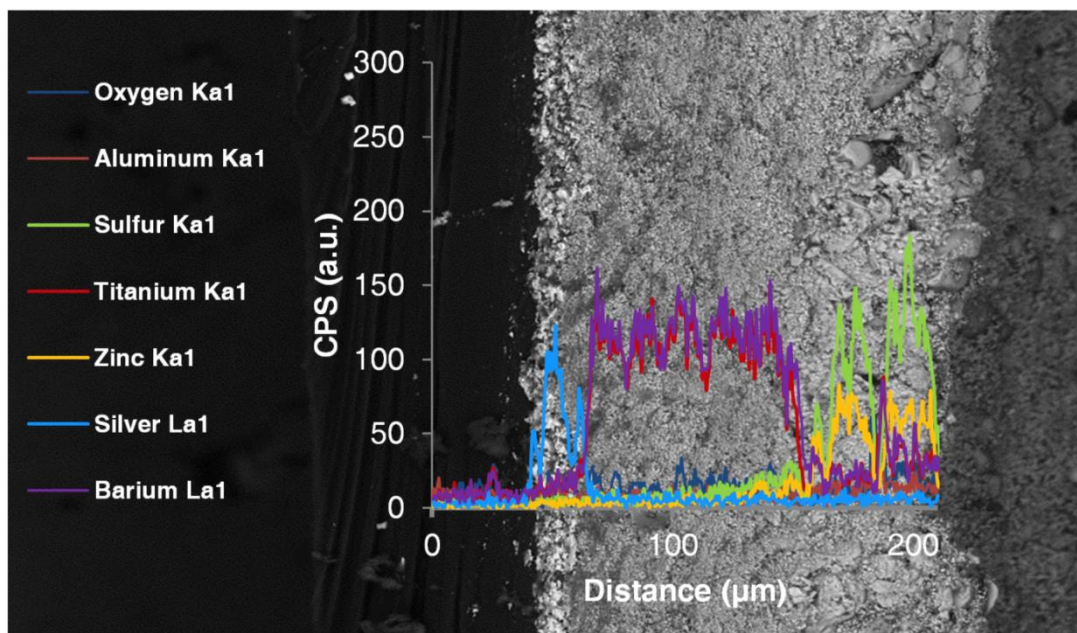 Oxygen Ka1
Aluminum Ka1
Sulfur Ka1
Titanium Ka1
Zinc Ka1
Silver La1
Barium La1
CPS (a.u.)
300
250
200
150
100
50
0
0 100 200
Distance (µm)